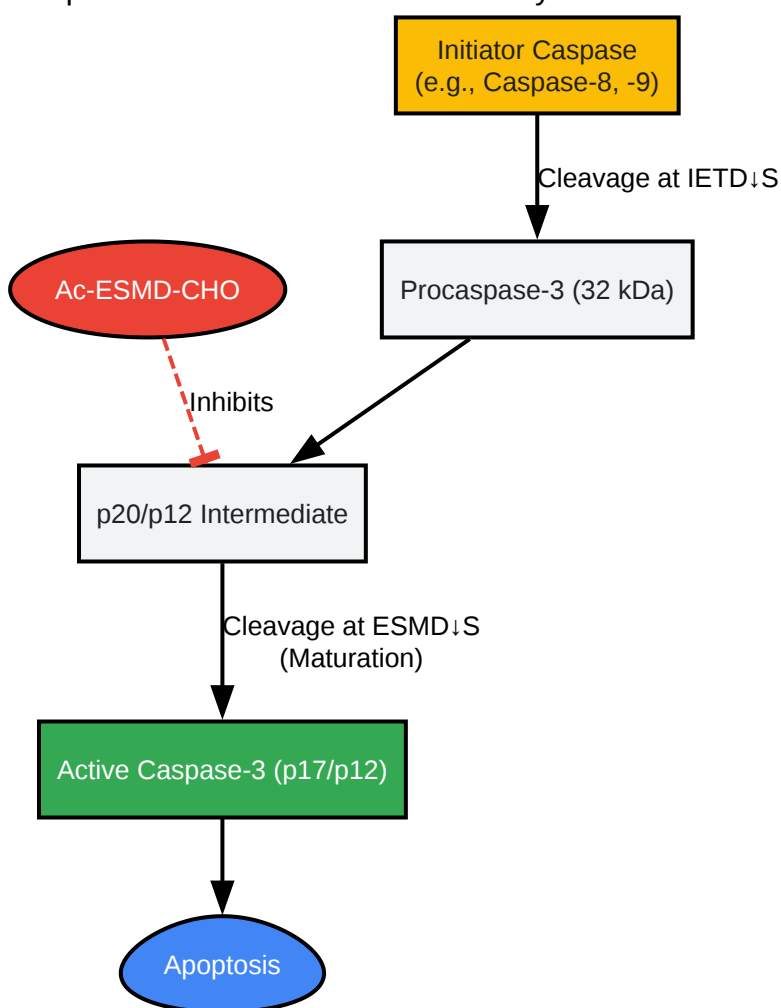 Initiator Caspase
(e.g., Caspase-8, -9)
Cleavage at IETD↓S
Ac-ESMD-CHO
Procaspase-3 (32 kDa)
Inhibits
p20/p12 Intermediate
Cleavage at ESMD↓S
(Maturation)
Active Caspase-3 (p17/p12)
Apoptosis